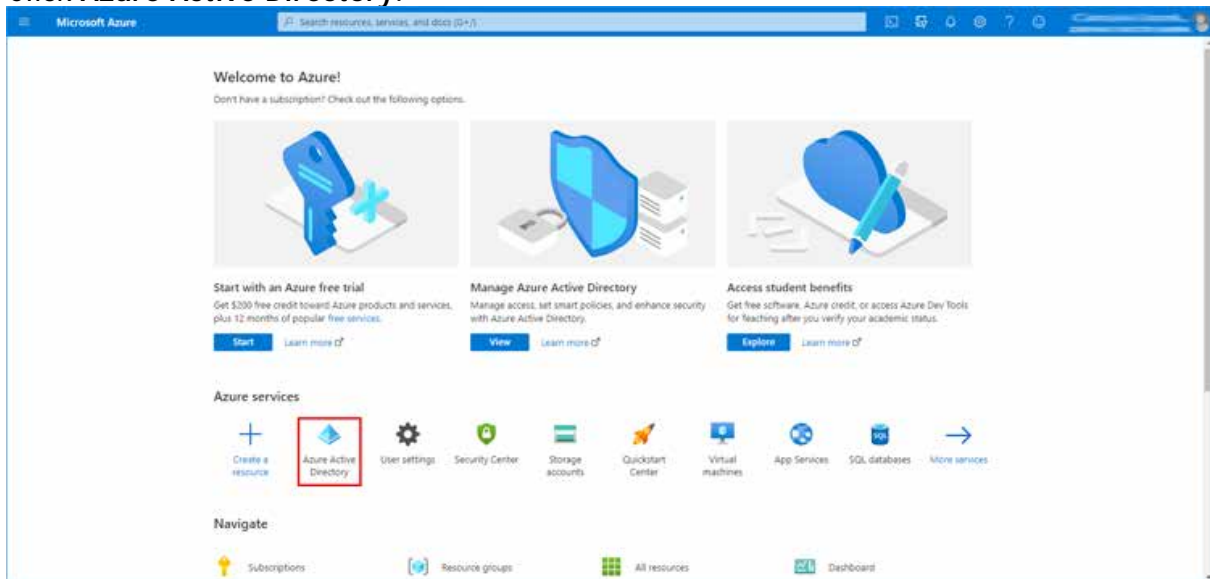 Click Azure Active Directory.
Microsoft Azure
Search resources, services, and docs (G+/)
Welcome to Azure!
Don't have a subscription? Check out the following options.
Start with an Azure free trial
Get $200 free credit toward Azure products and services,
plus 12 months of popular free services.
Start
Learn more
Manage Azure Active Directory
Manage access, set smart policies, and enhance security
with Azure Active Directory.
View
Learn more
Access student benefits
Get free software, Azure credit, or access Azure Dev Tools
for Teaching after you verify your academic status.
Explore
Learn more
Azure services
Create a
resource
Azure Active
Directory
User settings
Security Center
Storage
accounts
Quickstart
Center
Virtual
machines
App Services
SQL
SQL databases
More services
Navigate
Subscriptions
Resource groups
All resources
Dashboard